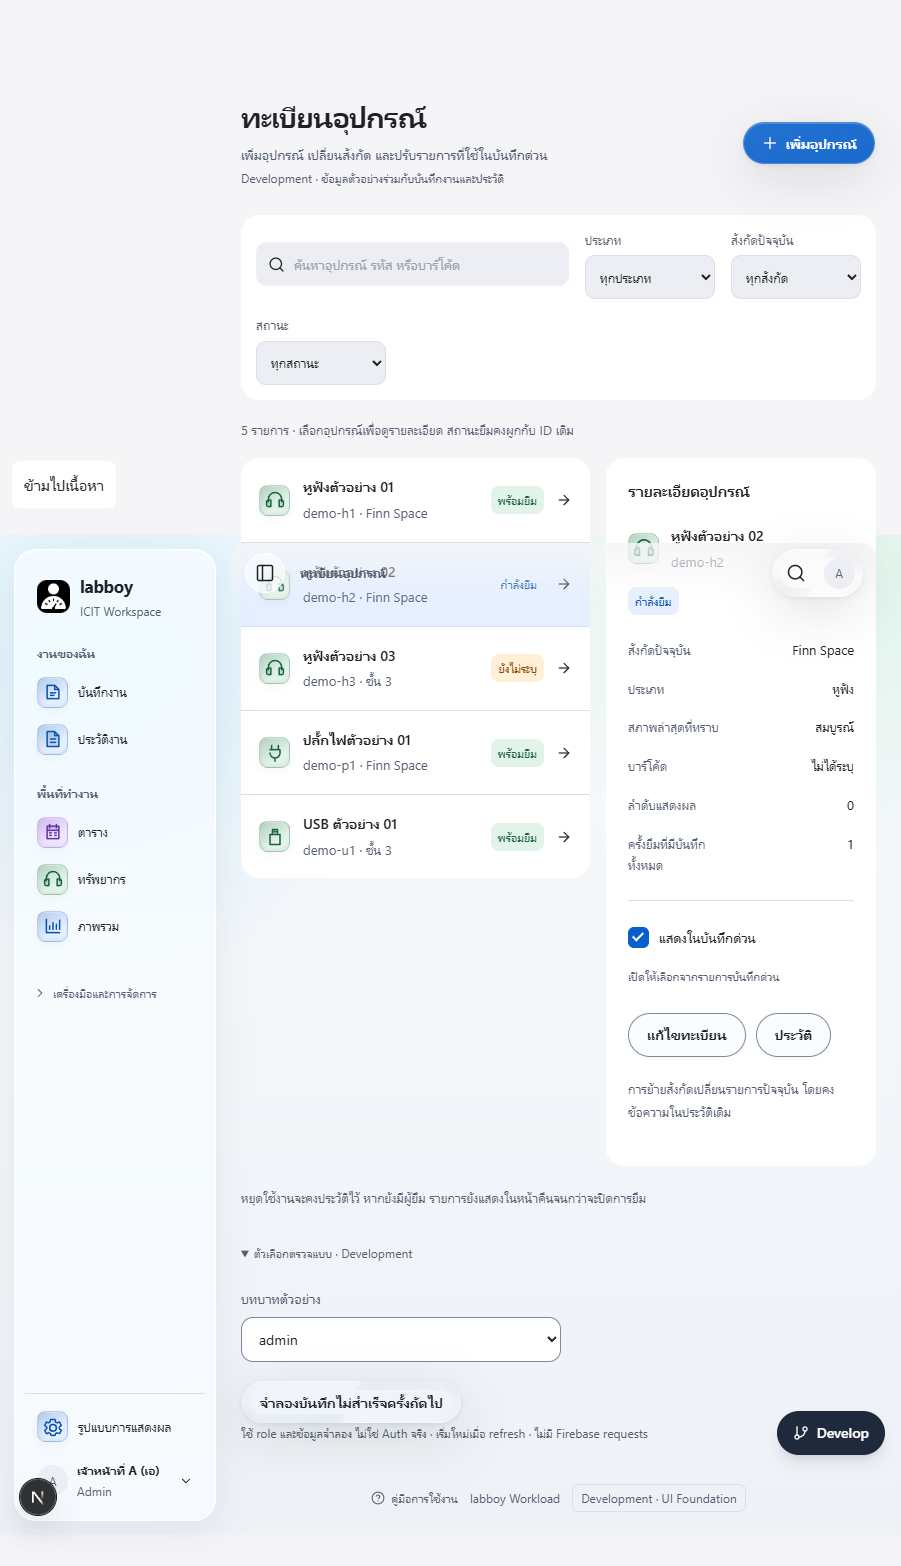 ทะเบียนอุปกรณ์
เพิ่มอุปกรณ์ เปลี่ยนสังกัด และปรับรายการที่ใช้ในบันทึกด่วน
Development · ข้อมูลตัวอย่างร่วมกับบันทึกงานและประวัติ
เพิ่มอุปกรณ์
ค้นหาอุปกรณ์ รหัส หรือบาร์โค้ด
ประเภท
ทุกประเภท
สังกัดปัจจุบัน
ทุกสังกัด
สถานะ
ทุกสถานะ
5 รายการ · เลือกอุปกรณ์เพื่อดูรายละเอียด สถานะยืมคงผูกกับ ID เดิม
ข้ามไปเนื้อหา
labboy
ICIT Workspace
งานของฉัน
บันทึกงาน
ประวัติงาน
พื้นที่ทำงาน
ตาราง
ทรัพยากร
ภาพรวม
เครื่องมือและการจัดการ
รูปแบบการแสดงผล
A
เจ้าหน้าที่ A (เอ)
Admin
N
หูฟังตัวอย่าง 01
demo-h1 · Finn Space
พร้อมยืม
ทะเบียนอุปกรณ์
หูฟังตัวอย่าง 02
demo-h2 · Finn Space
กำลังยืม
หูฟังตัวอย่าง 03
demo-h3 · ชั้น 3
ยังไม่ระบุ
ปลั๊กไฟตัวอย่าง 01
demo-p1 · Finn Space
พร้อมยืม
USB ตัวอย่าง 01
demo-u1 · ชั้น 3
พร้อมยืม
รายละเอียดอุปกรณ์
หูฟังตัวอย่าง 02
demo-h2
A
กำลังยืม
สังกัดปัจจุบัน Finn Space
ประเภท หูฟัง
สภาพล่าสุดที่ทราบ สมบูรณ์
บาร์โค้ด ไม่ได้ระบุ
ลำดับแสดงผล 0
ครั้งยืมที่มีบันทึก 1
ทั้งหมด
แสดงในบันทึกด่วน
เปิดให้เลือกจากรายการบันทึกด่วน
แก้ไขทะเบียน
ประวัติ
การย้ายสังกัดเปลี่ยนรายการปัจจุบัน โดยคง
ข้อความในประวัติเดิม
หยุดใช้งานจะคงประวัติไว้ หากยังมีผู้ยืม รายการยังแสดงในหน้าคืนจนกว่าจะปิดการยืม
ตัวเลือกตรวจแบบ · Development
บทบาทตัวอย่าง
admin
จำลองบันทึกไม่สำเร็จครั้งถัดไป
ใช้ role และข้อมูลจำลอง ไม่ใช่ Auth จริง · เริ่มใหม่เมื่อ refresh · ไม่มี Firebase requests
Develop
คู่มือการใช้งาน
labboy Workload
Development · UI Foundation